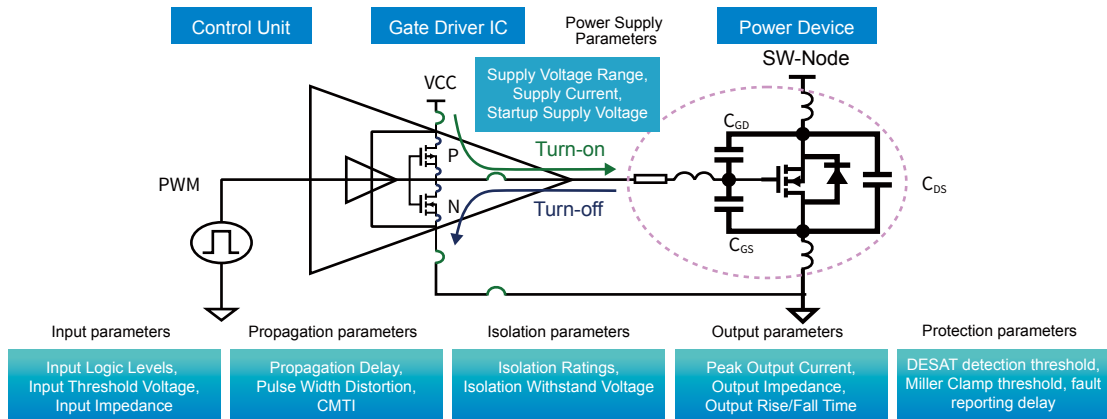 Control Unit
Gate Driver IC
Power Supply
Parameters
Power Device
SW-Node
VCC
Supply Voltage Range,
Supply Current,
Startup Supply Voltage
CGD
P
Turn-on
PWM
CDS
N
Turn-off
CGS
Input parameters
Propagation parameters
Isolation parameters
Output parameters
Protection parameters
Input Logic Levels,
Input Threshold Voltage,
Input Impedance
Propagation Delay,
Pulse Width Distortion,
CMTI
Isolation Ratings,
Isolation Withstand Voltage
Peak Output Current,
Output Impedance,
Output Rise/Fall Time
DESAT detection threshold,
Miller Clamp threshold, fault
reporting delay